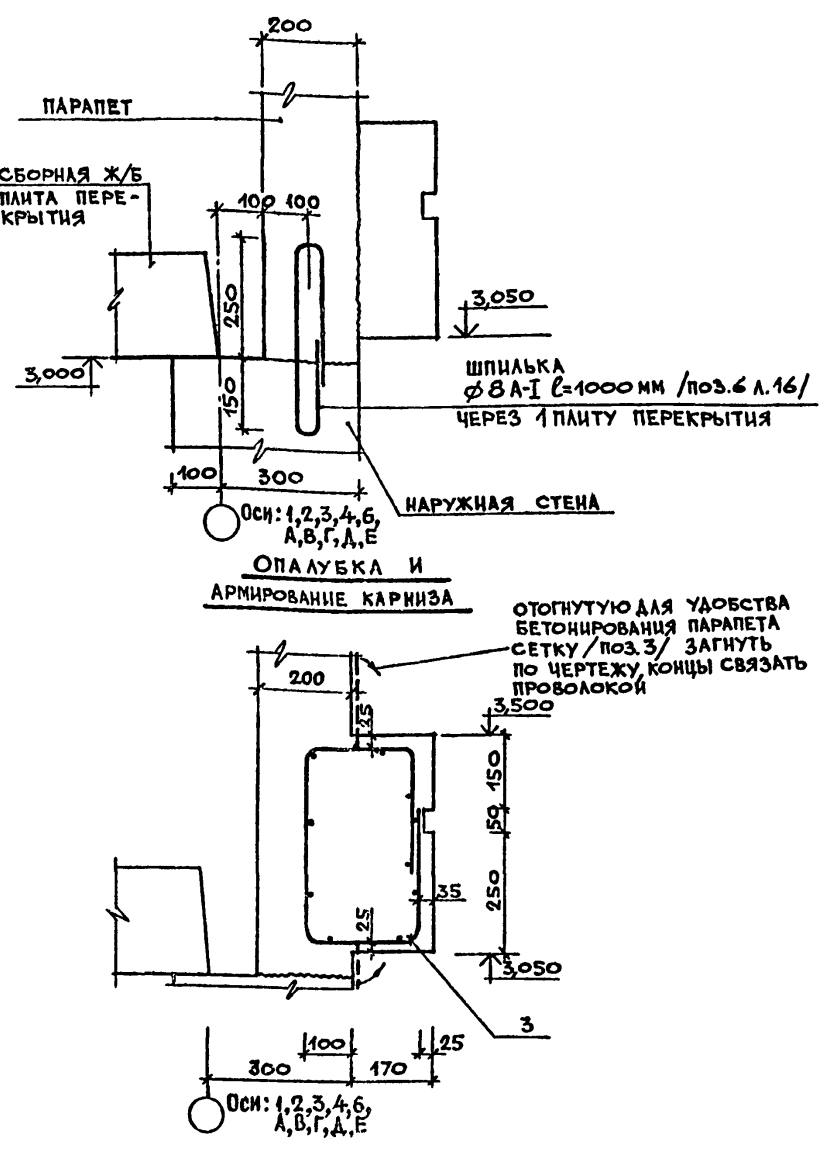 200
ПАРАПЕТ
СБОРНАЯ Ж/Б
ПЛИТА ПЕРЕ-
КРЫТИЯ
100 100
250
150
3,050
3,000
ШПИЛЬКА
Ø 8 А-I ℓ=1000 ММ /ПОЗ.6 Л.16/
ЧЕРЕЗ 1 ПЛИТУ ПЕРЕКРЫТИЯ
100 300
НАРУЖНАЯ СТЕНА
Оси: 1,2,3,4,6,
А,В,Г,Д,Е
ОПАЛУБКА И
АРМИРОВАНИЕ КАРНИЗА
ОТОГНУТУЮ ДЛЯ УДОБСТВА
БЕТОНИРОВАНИЯ ПАРАПЕТА
СЕТКУ /ПОЗ.3/ ЗАГНУТЬ
ПО ЧЕРТЕЖУ, КОНЦЫ СВЯЗАТЬ
ПРОВОЛОКОЙ
200
25
3,500
150
50
250
35
25
3,050
3
100 25
300 170
Оси: 1,2,3,4,6,
А,В,Г,Д,Е